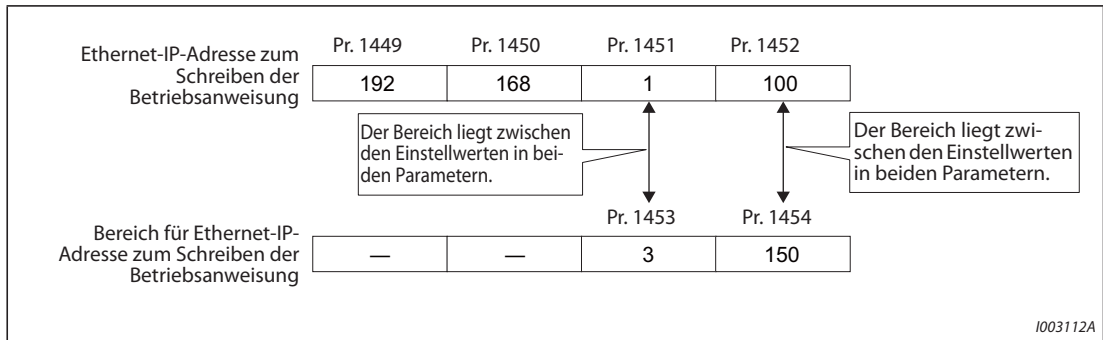 Pr. 1449 Pr. 1450 Pr. 1451 Pr. 1452
Ethernet-IP-Adresse zum
Schreiben der
Betriebsanweisung
192 168 1 100
Der Bereich liegt zwischen
den Einstellwerten in bei-
den Parametern.
Der Bereich liegt zwi-
schen den Einstellwerten
in beiden Parametern.
Pr. 1453 Pr. 1454
Bereich für Ethernet-IP-
Adresse zum Schreiben der
Betriebsanweisung
— — 3 150
I003112A